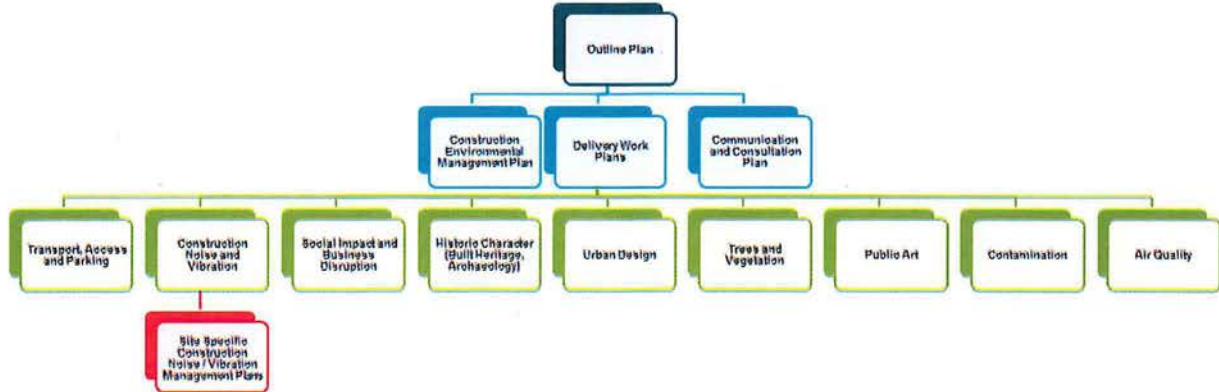 Outline Plan
Construction
Environmental
Management Plan
Delivery Work
Plans
Communication
and Consultation
Plan
Transport, Access
and Parking
Construction
Noise and
Vibration
Social Impact and
Business
Disruption
Historic Character
(Built Heritage,
Archaeology)
Urban Design
Trees and
Vegetation
Public Art
Contamination
Air Quality
Site Specific
Construction
Noise / Vibration
Management Plans